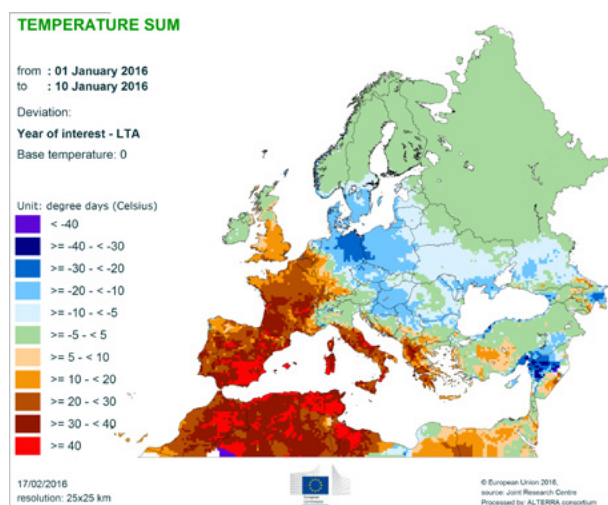 TEMPERATURE SUM
from : 01 January 2016
to : 10 January 2016
Deviation:
Year of interest - LTA
Base temperature: 0
Unit: degree days (Celsius)
< -40
>= -40 - < -30
>= -30 - < -20
>= -20 - < -10
>= -10 - < -5
>= -5 - < 5
>= 5 - < 10
>= 10 - < 20
>= 20 - < 30
>= 30 - < 40
>= 40
17/02/2016
resolution: 25x25 km
European
Commission
© European Union 2016,
source: Joint Research Centre
Processed by: ALTERRA consortium